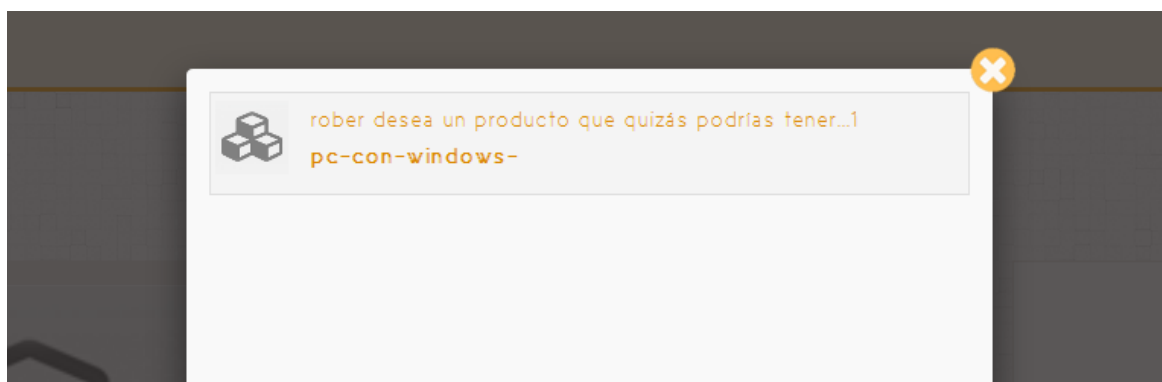 rober desea un producto que quizás podrías tener...1
pc-con-windows-